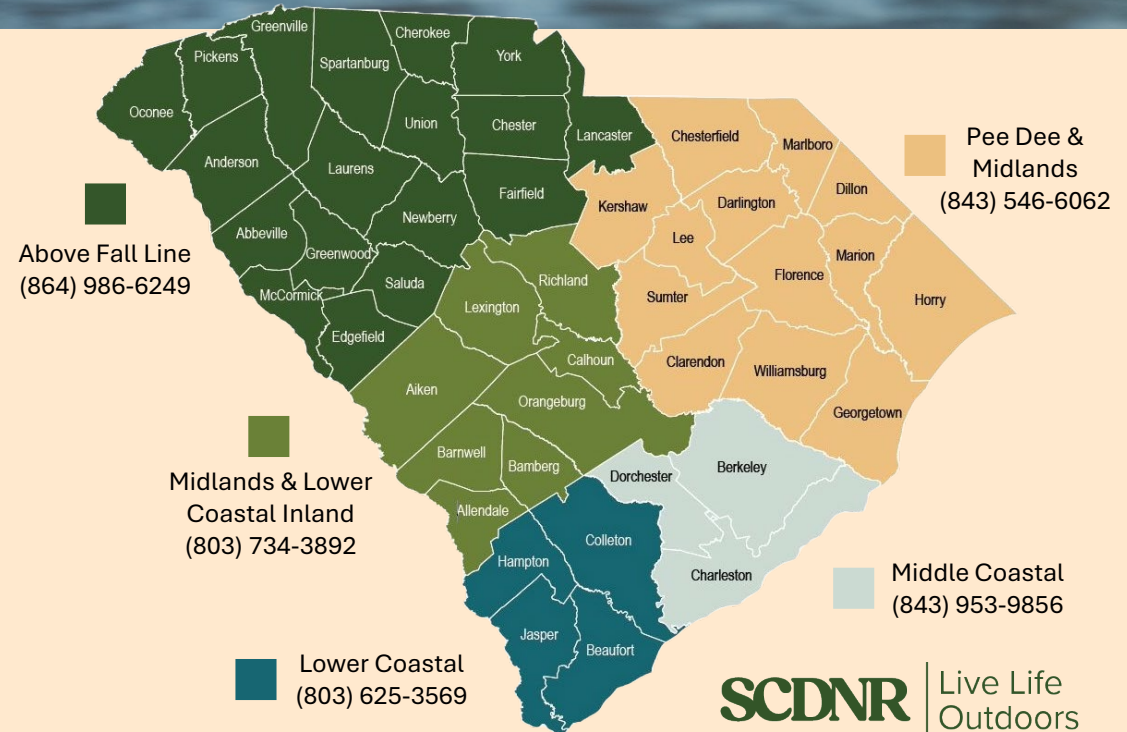 Greenville
Cherokee
Pickens
York
Spartanburg
Oconee
Union
Chester
Lancaster
Chesterfield
Marlboro
Pee Dee &
Midlands
(843) 546-6062
Anderson
Laurens
Dillon
Fairfield
Kershaw
Darlington
Newberry
Abbeville
Greenwood
Lee
Marion
Above Fall Line
(864) 986-6249
Saluda
Richland
Florence
McCormick
Lexington
Sumter
Horry
Edgefield
Calhoun
Clarendon
Williamsburg
Aiken
Orangeburg
Georgetown
Barnwell
Bamberg
Dorchester
Berkeley
Midlands & Lower
Coastal Inland
(803) 734-3892
Allendale
Colleton
Hampton
Charleston
Middle Coastal
(843) 953-9856
Jasper
Beaufort
Lower Coastal
(803) 625-3569
SCDNR
Live Life
Outdoors